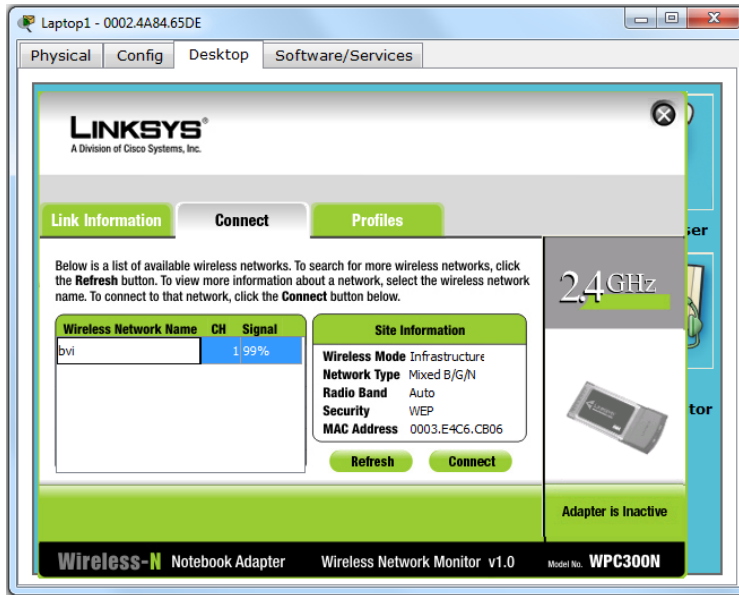 Laptop1 - 0002.4A84.65DE
Physical Config Desktop Software/Services
LINKSYS®
A Division of Cisco Systems, Inc.
Link Information Connect Profiles
Below is a list of available wireless networks. To search for more wireless networks, click
the Refresh button. To view more information about a network, select the wireless network
name. To connect to that network, click the Connect button below.
2.4GHz
Wireless Network Name CH Signal
bvi 1 99%
Site Information
Wireless Mode Infrastructure
Network Type Mixed B/G/N
Radio Band Auto
Security WEP
MAC Address 0003.E4C6.CB06
Refresh Connect
ser
tor
Adapter is Inactive
Wireless-N Notebook Adapter Wireless Network Monitor v1.0 Model No. WPC300N